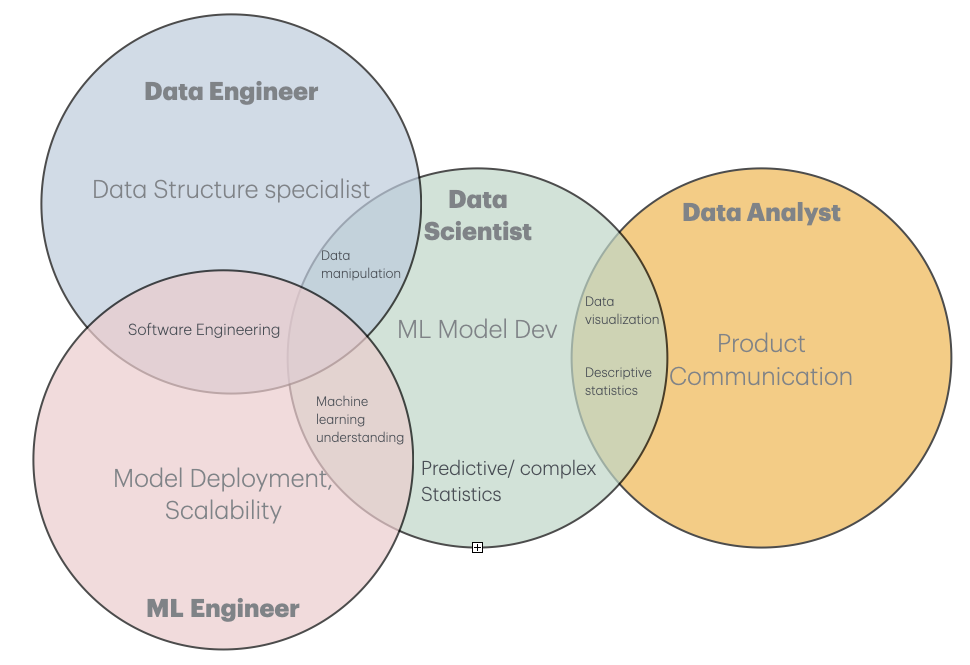 Data Engineer
Data Structure specialist
Data
manipulation
Software Engineering
Data
Scientist
ML Model Dev
Predictive/ complex
Statistics
Machine
learning
understanding
Model Deployment,
Scalability
ML Engineer
Data
visualization
Descriptive
statistics
Data Analyst
Product
Communication